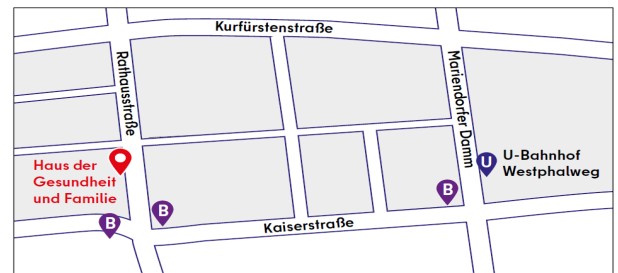 Kurfürstenstraße
Rathausstraße
Mariendorfer Damm
U-Bahnhof
Westphalweg
U
Haus der
Gesundheit
und Familie
B
B
B
Kaiserstraße